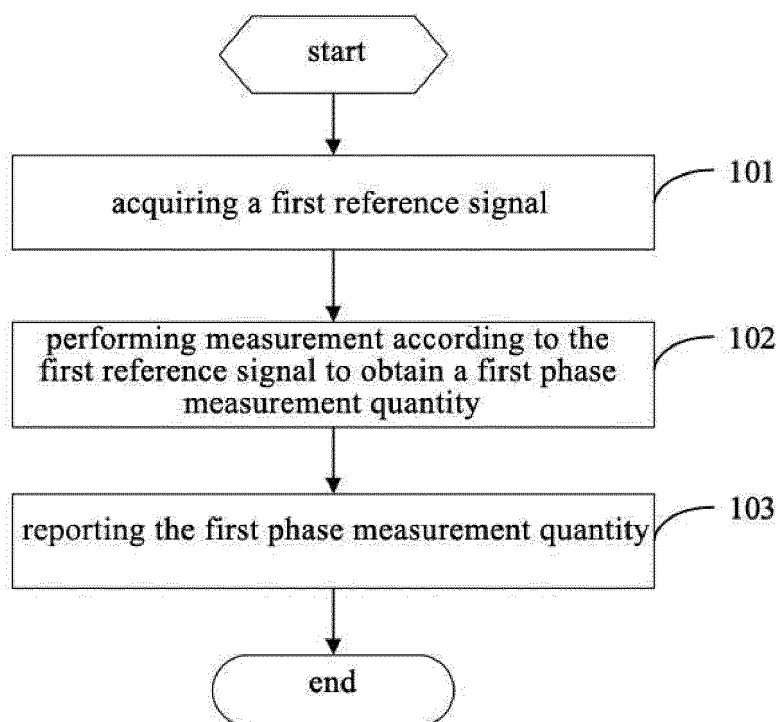 start
acquiring a first reference signal
101
performing measurement according to the
first reference signal to obtain a first phase
measurement quantity
102
reporting the first phase measurement quantity
103
end